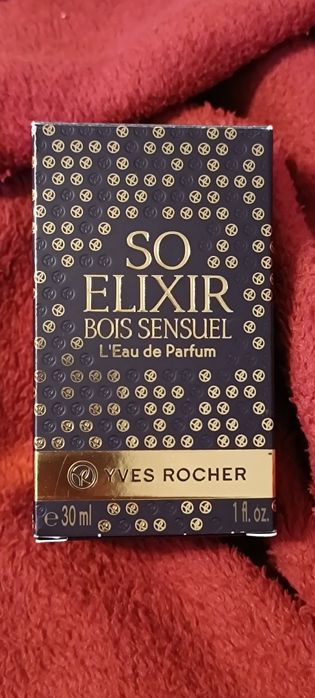 SO
ELIXIR
BOIS SENSUEL
L'Eau de Parfum
YVES ROCHER
℮ 30 ml 1 fl. oz.